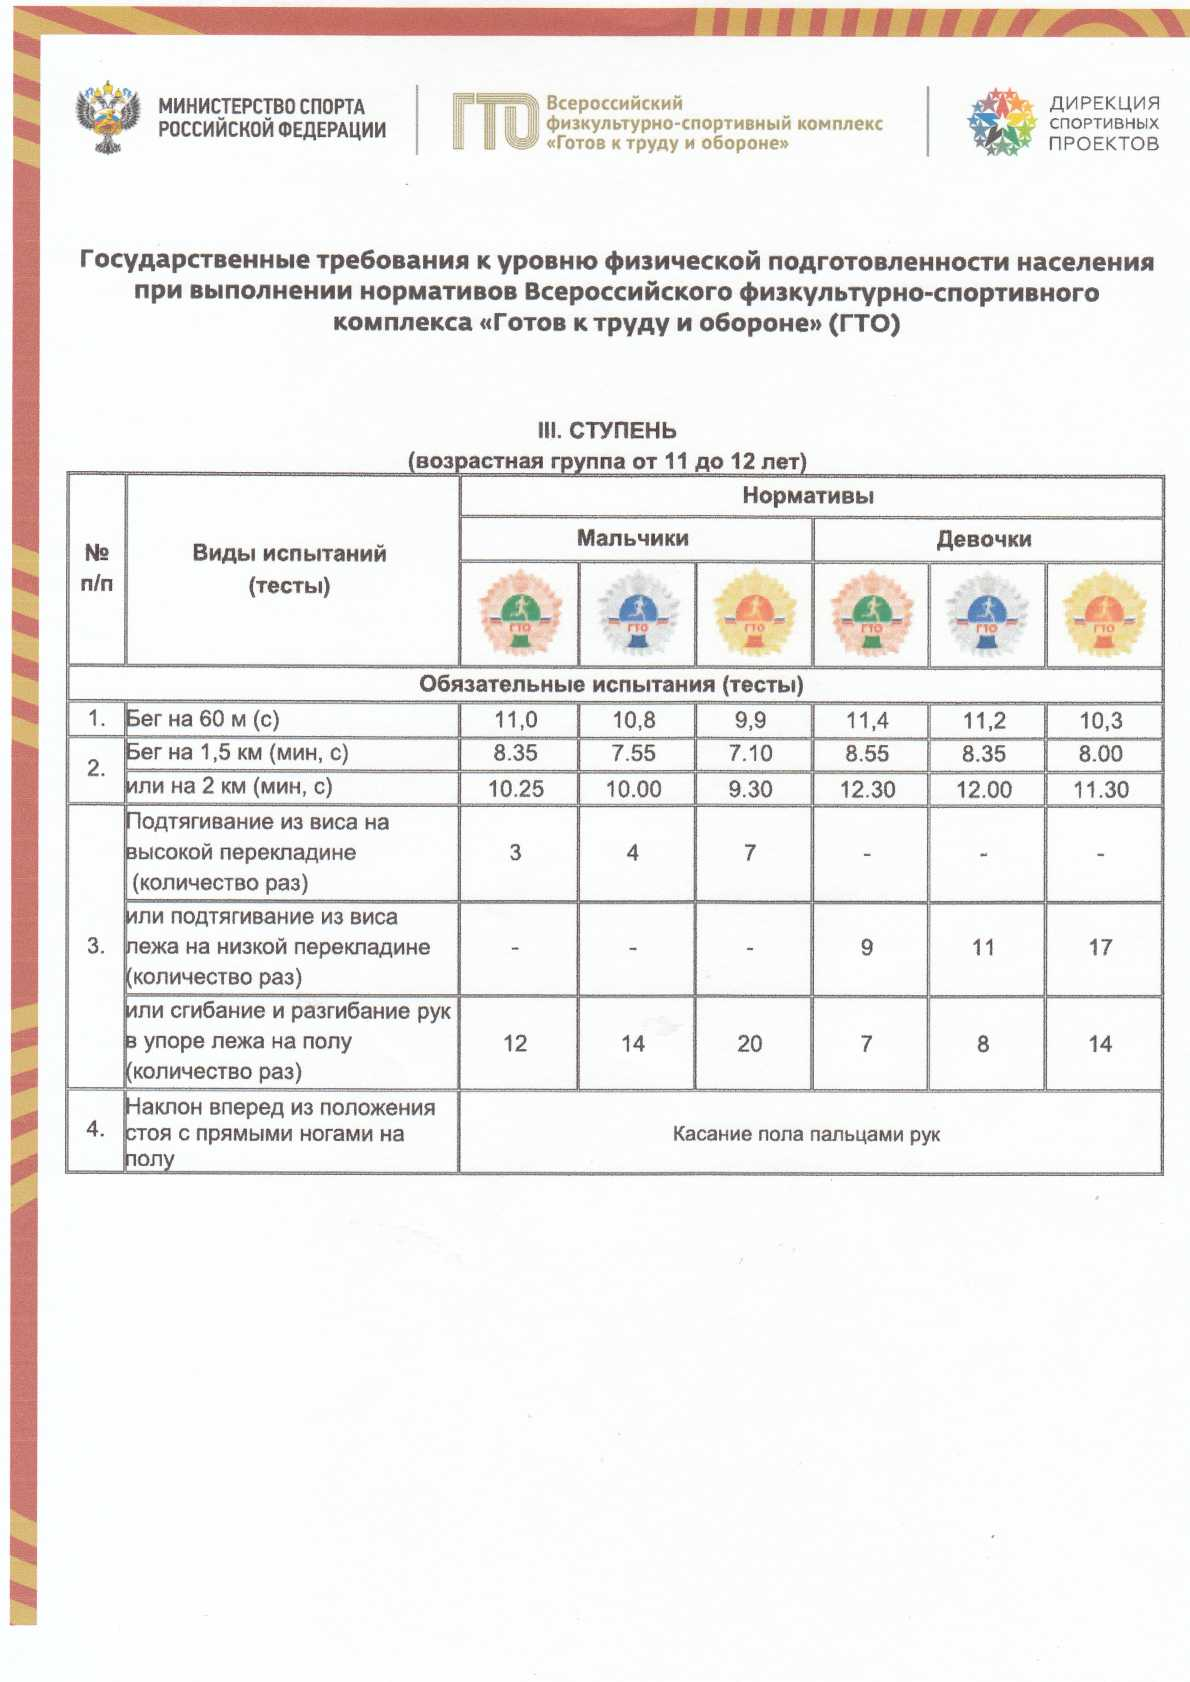 МИНИСТЕРСТВО СПОРТА
РОССИЙСКОЙ ФЕДЕРАЦИИ
ГТО
Всероссийский
физкультурно-спортивный комплекс
«Готов к труду и обороне»
ДИРЕКЦИЯ
СПОРТИВНЫХ
ПРОЕКТОВ
Государственные требования к уровню физической подготовленности населения
при выполнении нормативов Всероссийского физкультурно-спортивного
комплекса «Готов к труду и обороне» (ГТО)
III. СТУПЕНЬ
(возрастная группа от 11 до 12 лет)
№ п/п
Виды испытаний
(тесты)
Нормативы
Мальчики
Девочки
ГТО ГТО ГТО ГТО ГТО ГТО
Обязательные испытания (тесты)
1. Бег на 60 м (с) 11,0 10,8 9,9 11,4 11,2 10,3
2. Бег на 1,5 км (мин, с) 8.35 7.55 7.10 8.55 8.35 8.00
или на 2 км (мин, с) 10.25 10.00 9.30 12.30 12.00 11.30
3. Подтягивание из виса на
высокой перекладине
(количество раз) 3 4 7 - - -
или подтягивание из виса
лежа на низкой перекладине
(количество раз) - - - 9 11 17
или сгибание и разгибание рук
в упоре лежа на полу
(количество раз) 12 14 20 7 8 14
4. Наклон вперед из положения
стоя с прямыми ногами на
полу
Касание пола пальцами рук